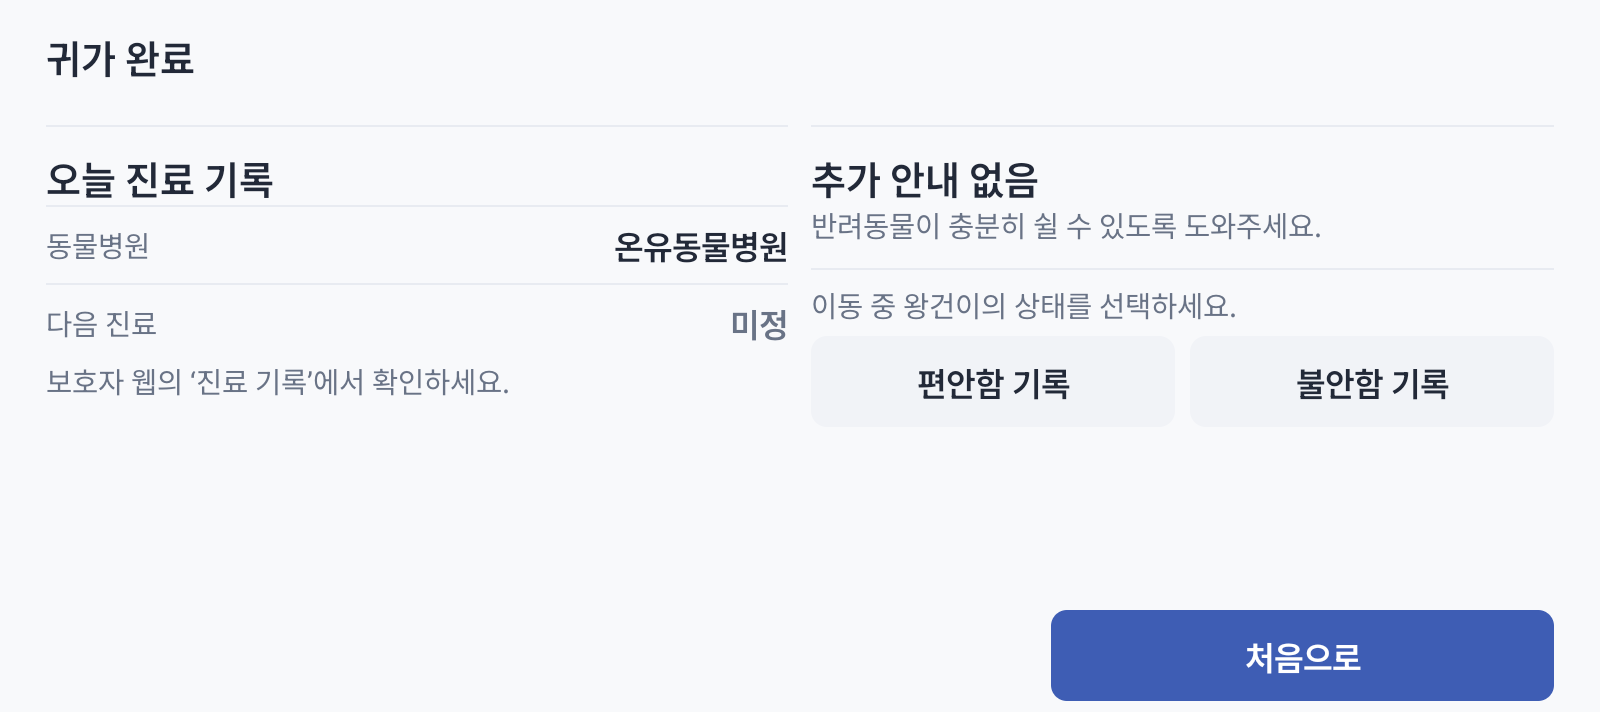 귀가 완료
오늘 진료 기록
동물병원 온유동물병원
다음 진료 미정
보호자 웹의 ‘진료 기록’에서 확인하세요.
추가 안내 없음
반려동물이 충분히 쉴 수 있도록 도와주세요.
이동 중 왕건이의 상태를 선택하세요.
편안함 기록 불안함 기록
처음으로